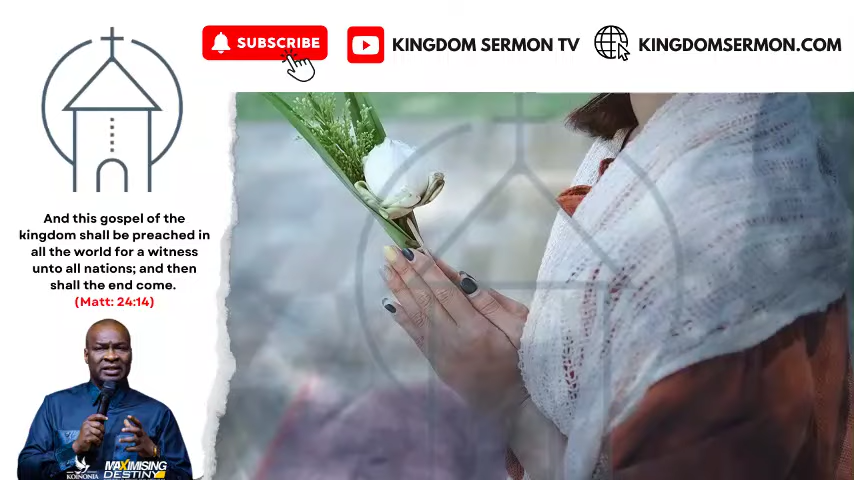 SUBSCRIBE
KINGDOM SERMON TV
KINGDOMSERMON.COM
And this gospel of the
kingdom shall be preached in
all the world for a witness
unto all nations; and then
shall the end come.
(Matt: 24:14)
KOINONIA
MAXIMISING
DESTINY